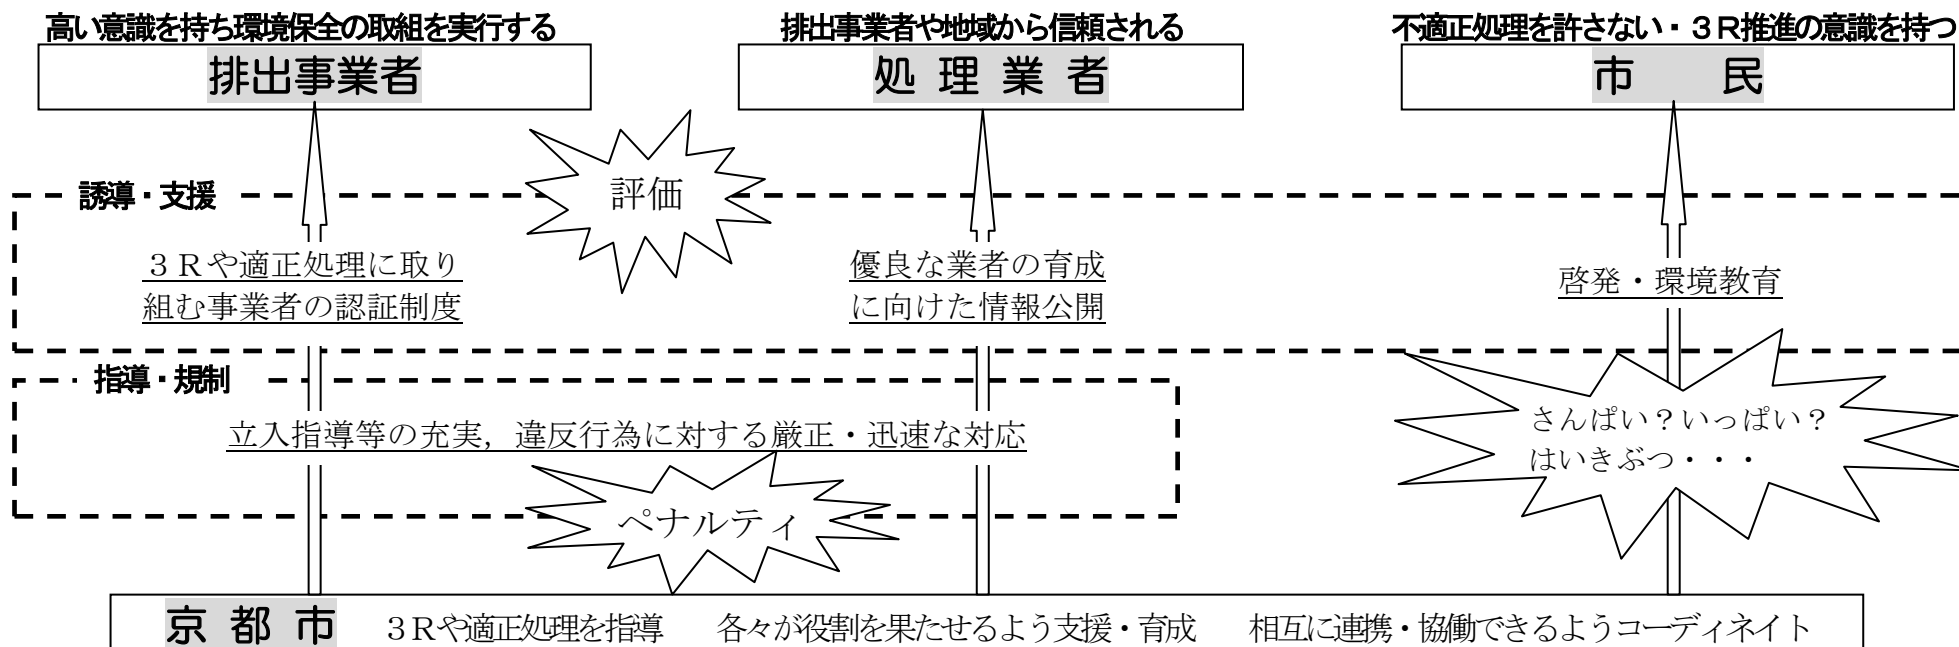 高い意識を持ち環境保全の取組を実行する
排出事業者
排出事業者や地域から信頼される
処理業者
不適正処理を許さない・３Ｒ推進の意識を持つ
市　　民
評価
誘導・支援
３Ｒや適正処理に取り
組む事業者の認証制度
優良な業者の育成
に向けた情報公開
啓発・環境教育
指導・規制
立入指導等の充実，違反行為に対する厳正・迅速な対応
さんぱい？いっぱい？
はいきぶつ・・・
ペナルティ
京都市　３Ｒや適正処理を指導　各々が役割を果たせるよう支援・育成　相互に連携・協働できるようコーディネイト